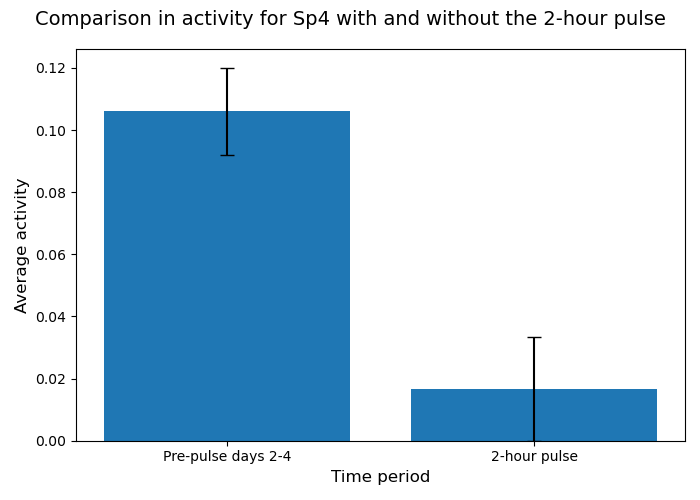 Comparison in activity for Sp4 with and without the 2-hour pulse
0.12
0.10
0.08
0.06
0.04
0.02
0.00
Average activity
Pre-pulse days 2-4
2-hour pulse
Time period